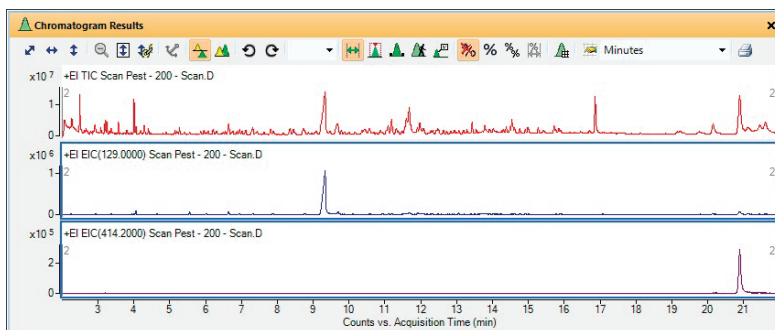 Chromatogram Results
Minutes
x10 7 +EI TIC Scan Pest - 200 - Scan.D
2 2
1
0
x10 6 +EI EIC(129.0000) Scan Pest - 200 - Scan.D
2 2
1
0
x10 5 +EI EIC(414.2000) Scan Pest - 200 - Scan.D
2 2
2
0
3 4 5 6 7 8 9 10 11 12 13 14 15 16 17 18 19 20 21
Counts vs. Acquisition Time (min)